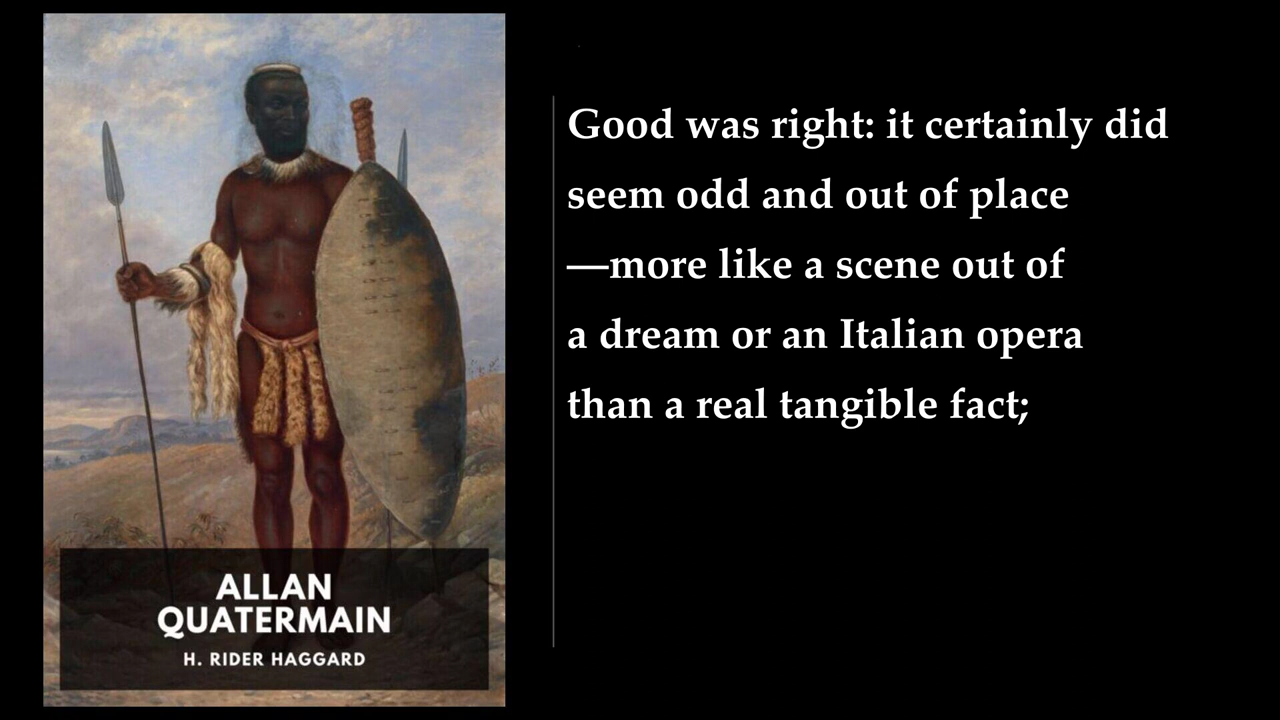 ALLAN
QUATERMAIN
H. RIDER HAGGARD
Good was right: it certainly did
seem odd and out of place
—more like a scene out of
a dream or an Italian opera
than a real tangible fact;